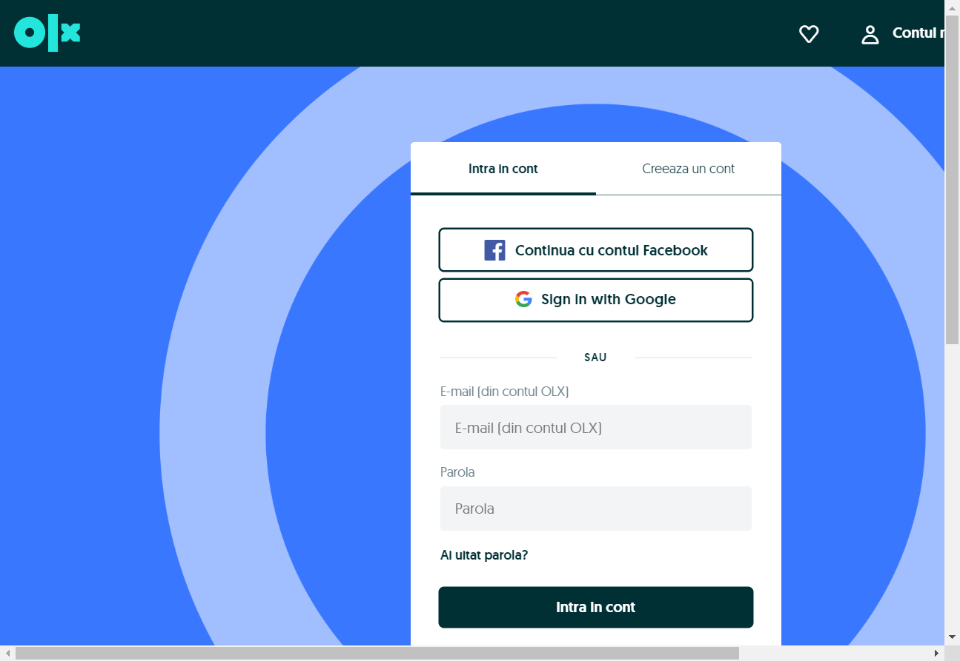 olx
Contul
Intra in cont
Creeaza un cont
Continua cu contul Facebook
Sign in with Google
SAU
E-mail (din contul OLX)
E-mail (din contul OLX)
Parola
Parola
Ai uitat parola?
Intra in cont